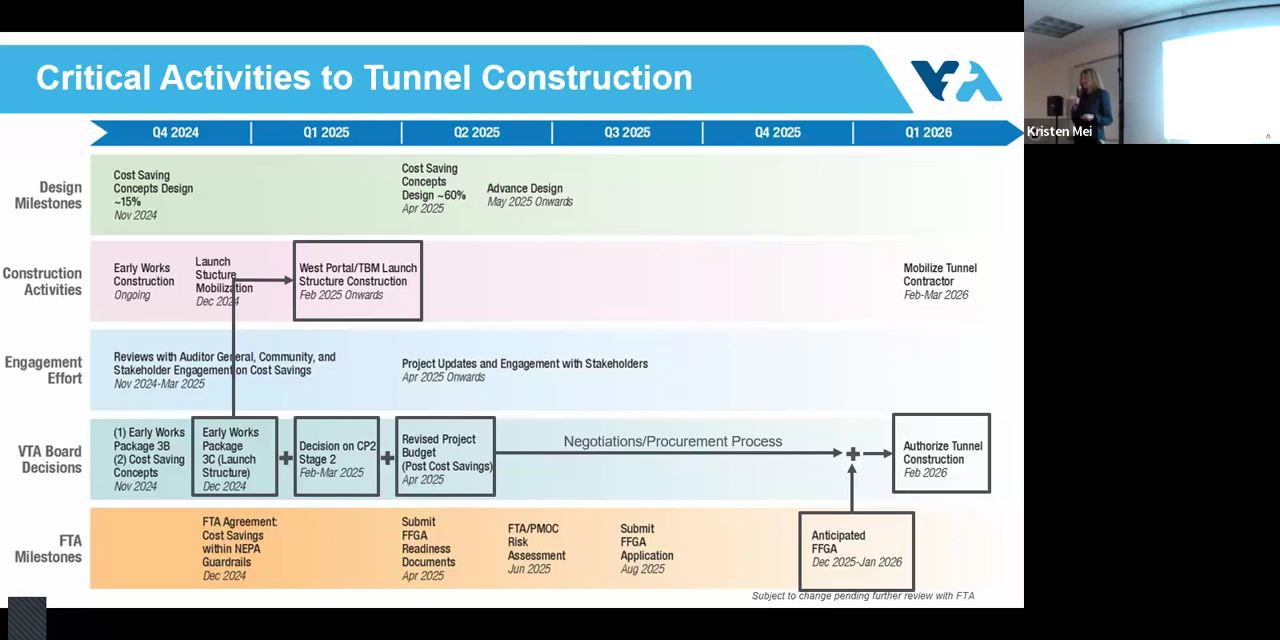 Critical Activities to Tunnel Construction
VTA
Kristen Mei
Q4 2024
Q1 2025
Q2 2025
Q3 2025
Q4 2025
Q1 2026
Design
Milestones
Cost Saving
Concepts Design
~15%
Nov 2024
Cost Saving
Concepts
Design ~60%
Apr 2025
Advance Design
May 2025 Onwards
Construction
Activities
Early Works
Construction
Ongoing
Launch
Stucture
Mobilization
Dec 2024
West Portal/TBM Launch
Structure Construction
Feb 2025 Onwards
Mobilize Tunnel
Contractor
Feb-Mar 2026
Engagement
Effort
Reviews with Auditor General, Community, and
Stakeholder Engagement on Cost Savings
Nov 2024-Mar 2025
Project Updates and Engagement with Stakeholders
Apr 2025 Onwards
VTA Board
Decisions
(1) Early Works
Package 3B
(2) Cost Saving
Concepts
Nov 2024
Early Works
Package
3C (Launch
Structure)
Dec 2024
+
Decision on CP2
Stage 2
Feb-Mar 2025
+
Revised Project
Budget
(Post Cost Savings)
Apr 2025
Negotiations/Procurement Process
+
Authorize Tunnel
Construction
Feb 2026
FTA
Milestones
FTA Agreement:
Cost Savings
within NEPA
Guardrails
Dec 2024
Submit
FFGA
Readiness
Documents
Apr 2025
FTA/PMOC
Risk
Assessment
Jun 2025
Submit
FFGA
Application
Aug 2025
Anticipated
FFGA
Dec 2025-Jan 2026
Subject to change pending further review with FTA